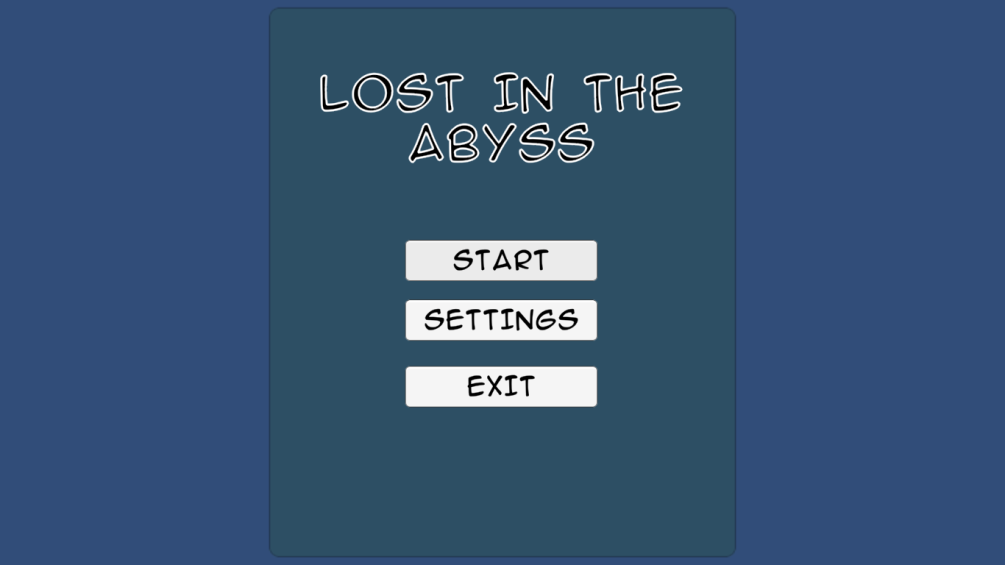 LOST IN THE
ABYSS
START
SETTINGS
EXIT